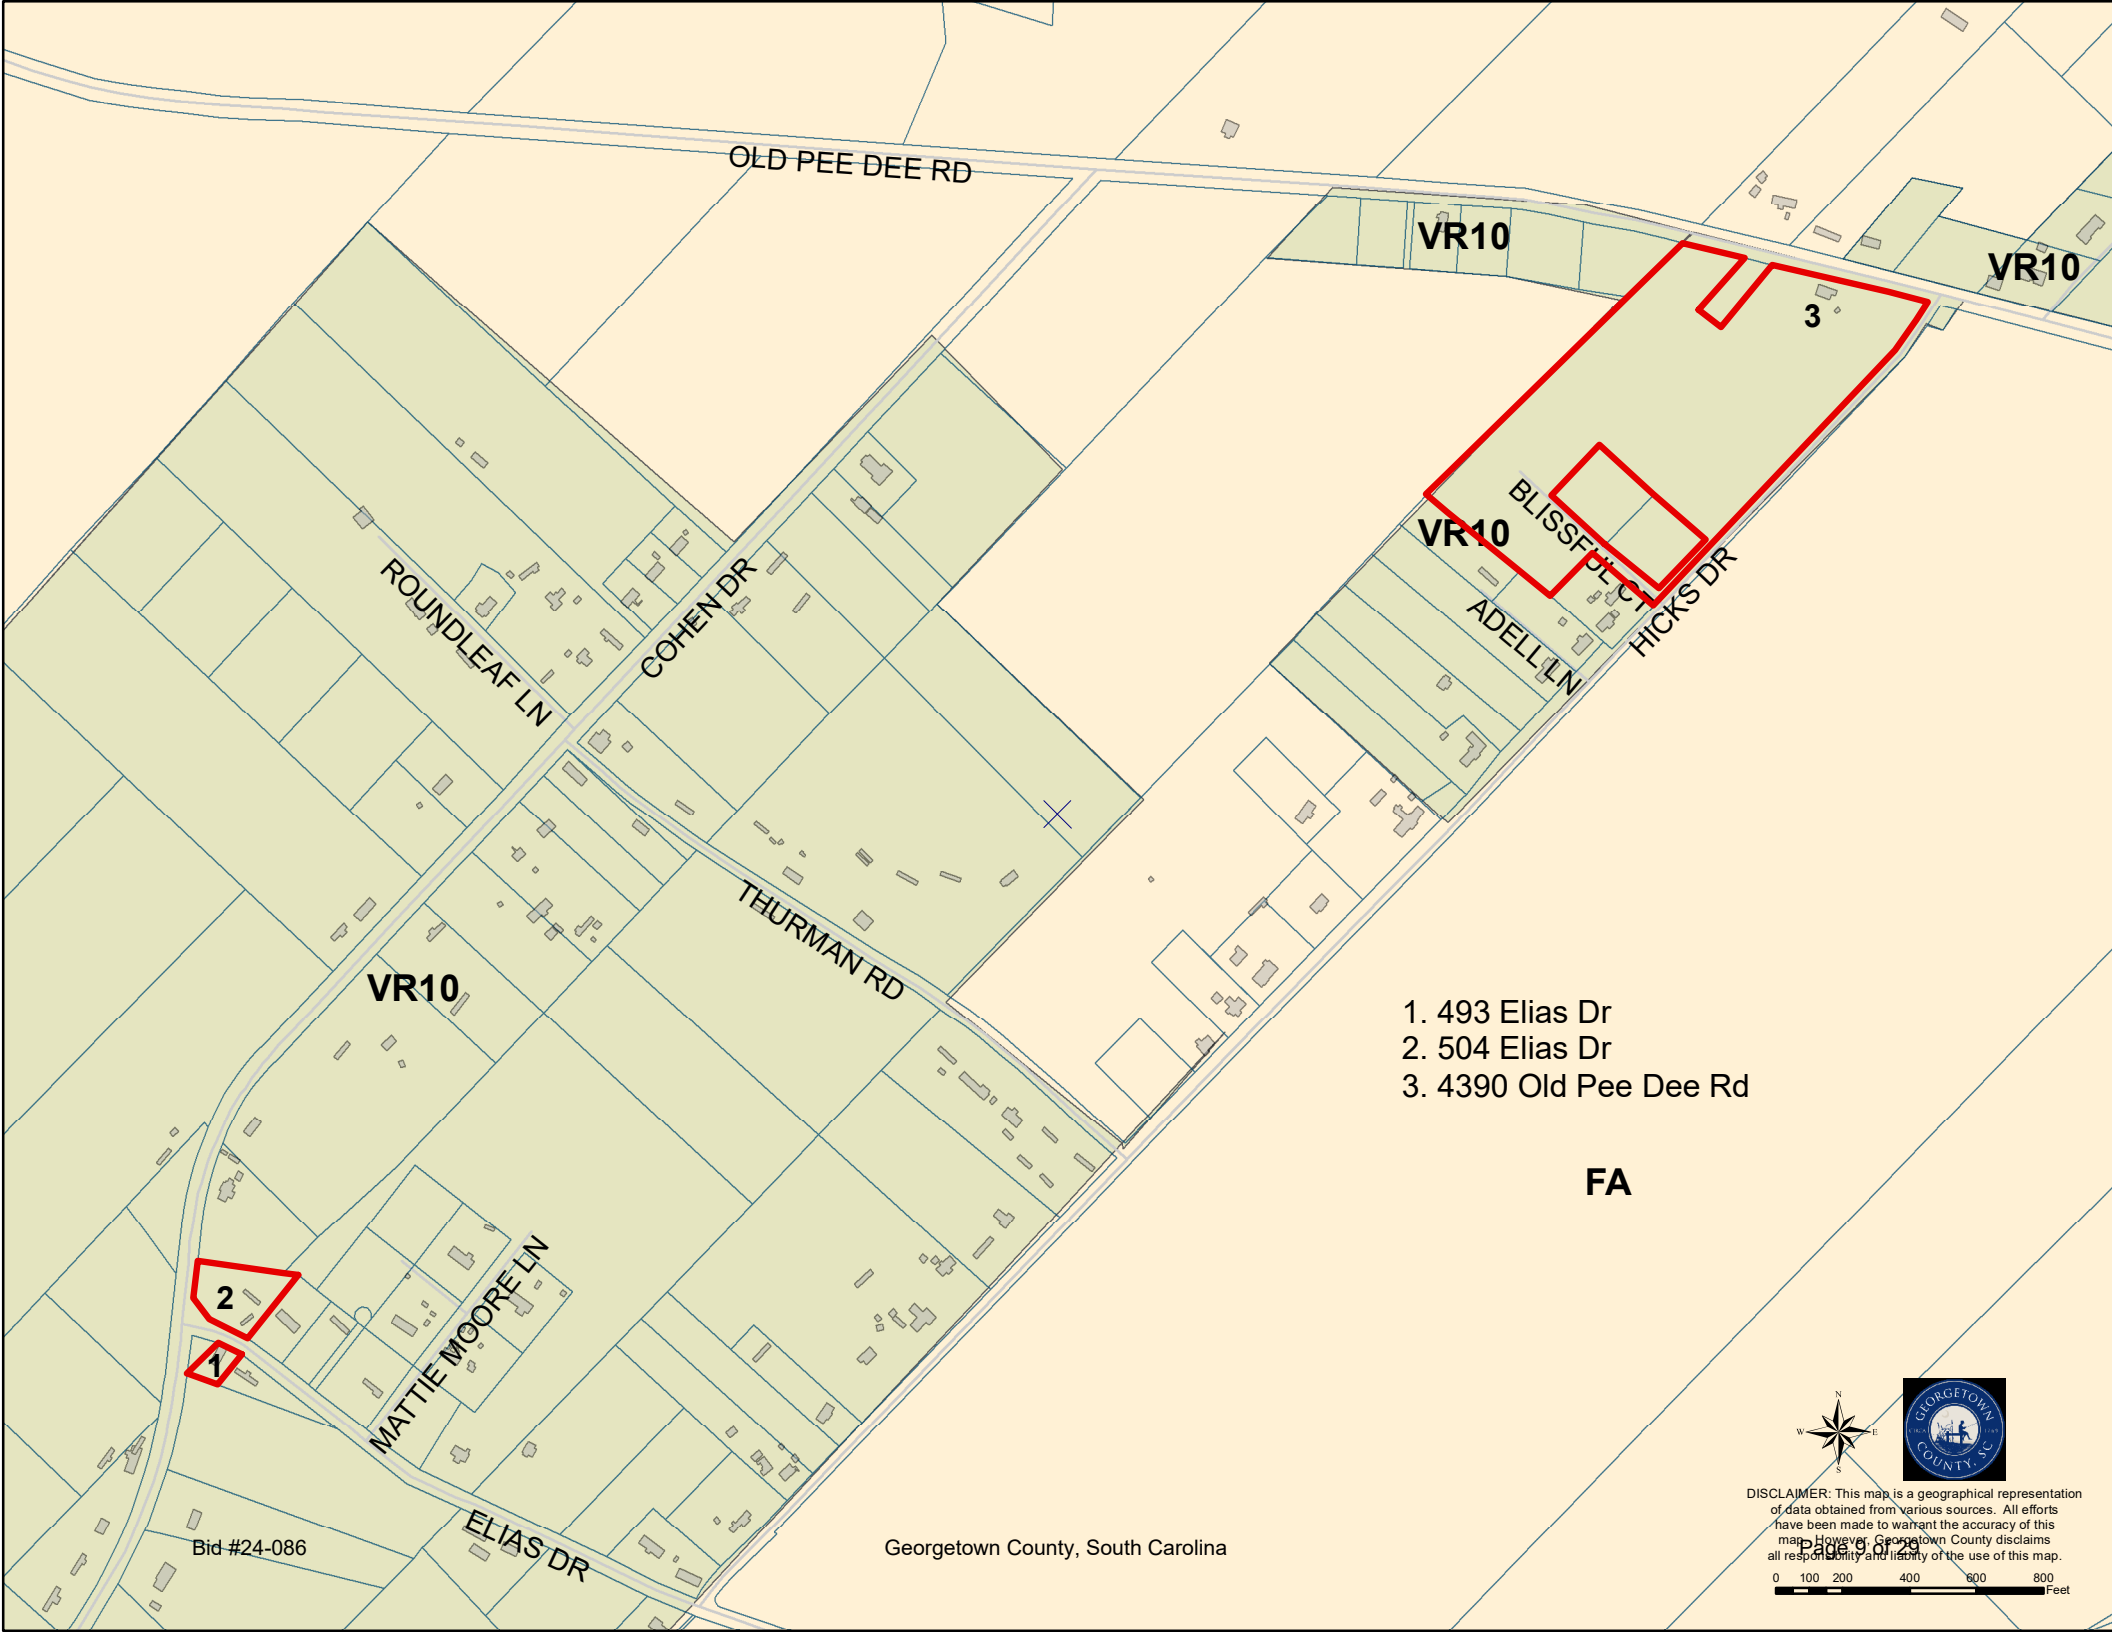 OLD PEE DEE RD
VR10
VR10
3
BLISSFUL CT
VR10
HICKS DR
ADELL LN
COHEN DR
ROUNDLEAF LN
THURMAN RD
VR10
1. 493 Elias Dr
2. 504 Elias Dr
3. 4390 Old Pee Dee Rd
FA
MATTIE MOORE LN
2
1
ELIAS DR
N
W E
S
GEORGETOWN
COUNTY, SC
DISCLAIMER: This map is a geographical representation
of data obtained from various sources. All efforts
have been made to warrant the accuracy of this
map. However, Georgetown County disclaims
all responsibility and liability of the use of this map.
Bid #24-086
Georgetown County, South Carolina
Page 9 of 29
0 100 200 400 600 800
Feet